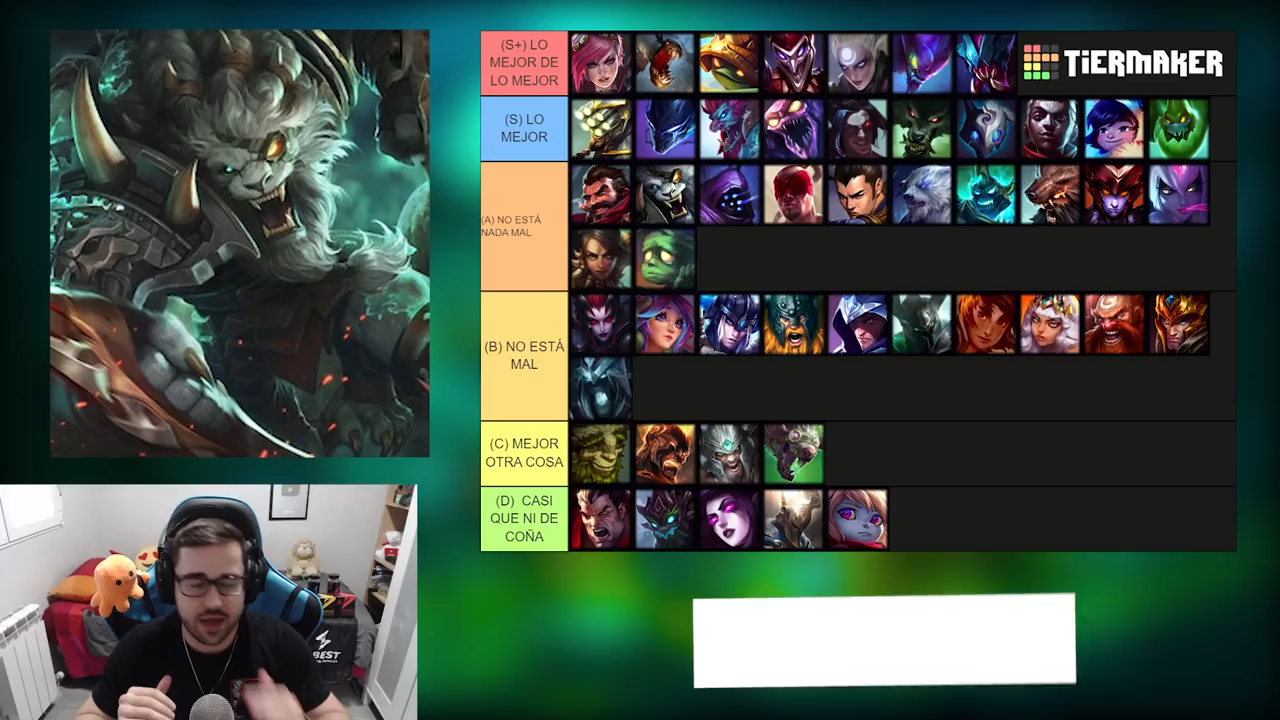 (S+) LO
MEJOR DE
LO MEJOR
TiERMAKER
(S) LO
MEJOR
(A) NO ESTÁ
NADA MAL
(B) NO ESTÁ
MAL
(C) MEJOR
OTRA COSA
(D) CASI
QUE NI DE
COÑA
BEST